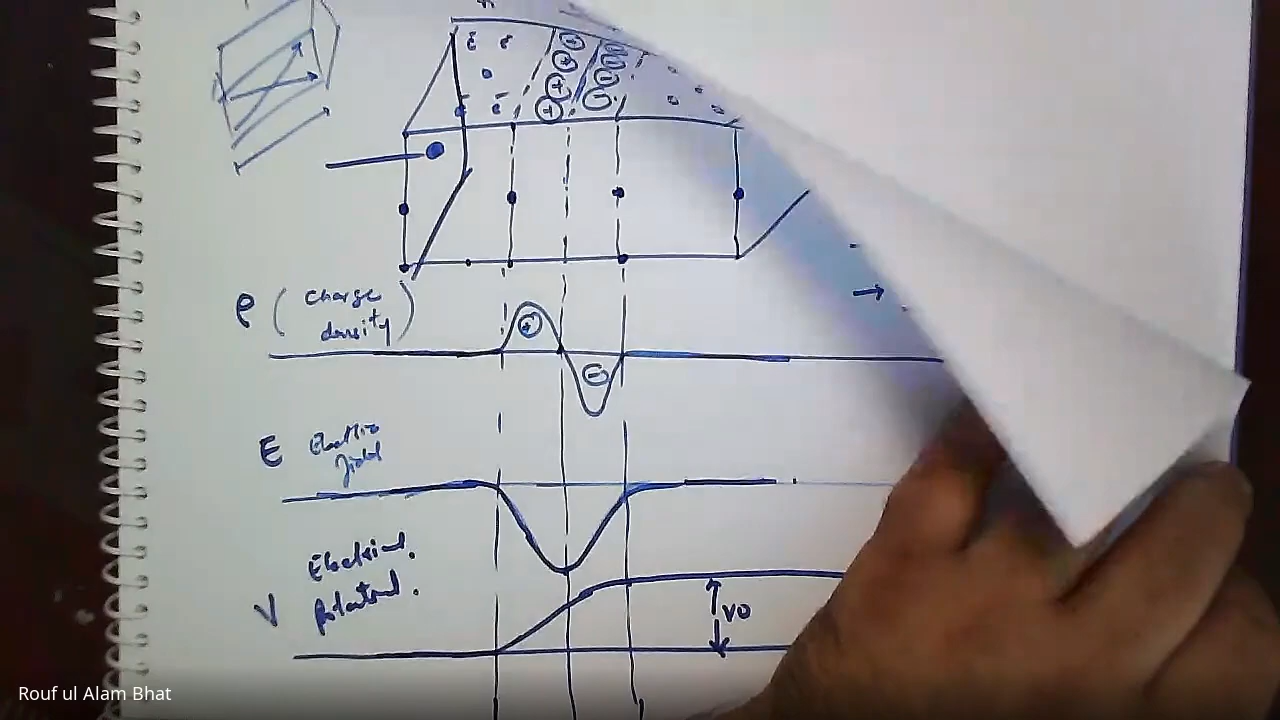 ē ē
+
+
+
-
-
-
ē
ρ ( charge
density )
+
-
E Electric
field
Electrical
V potential.
V0
Rouf ul Alam Bhat